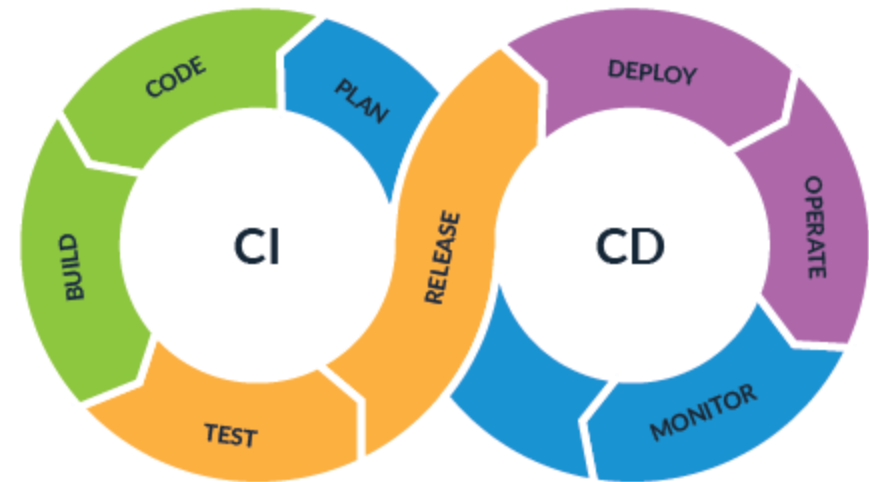 PLAN
CODE
BUILD
TEST
RELEASE
DEPLOY
OPERATE
MONITOR
CI
CD